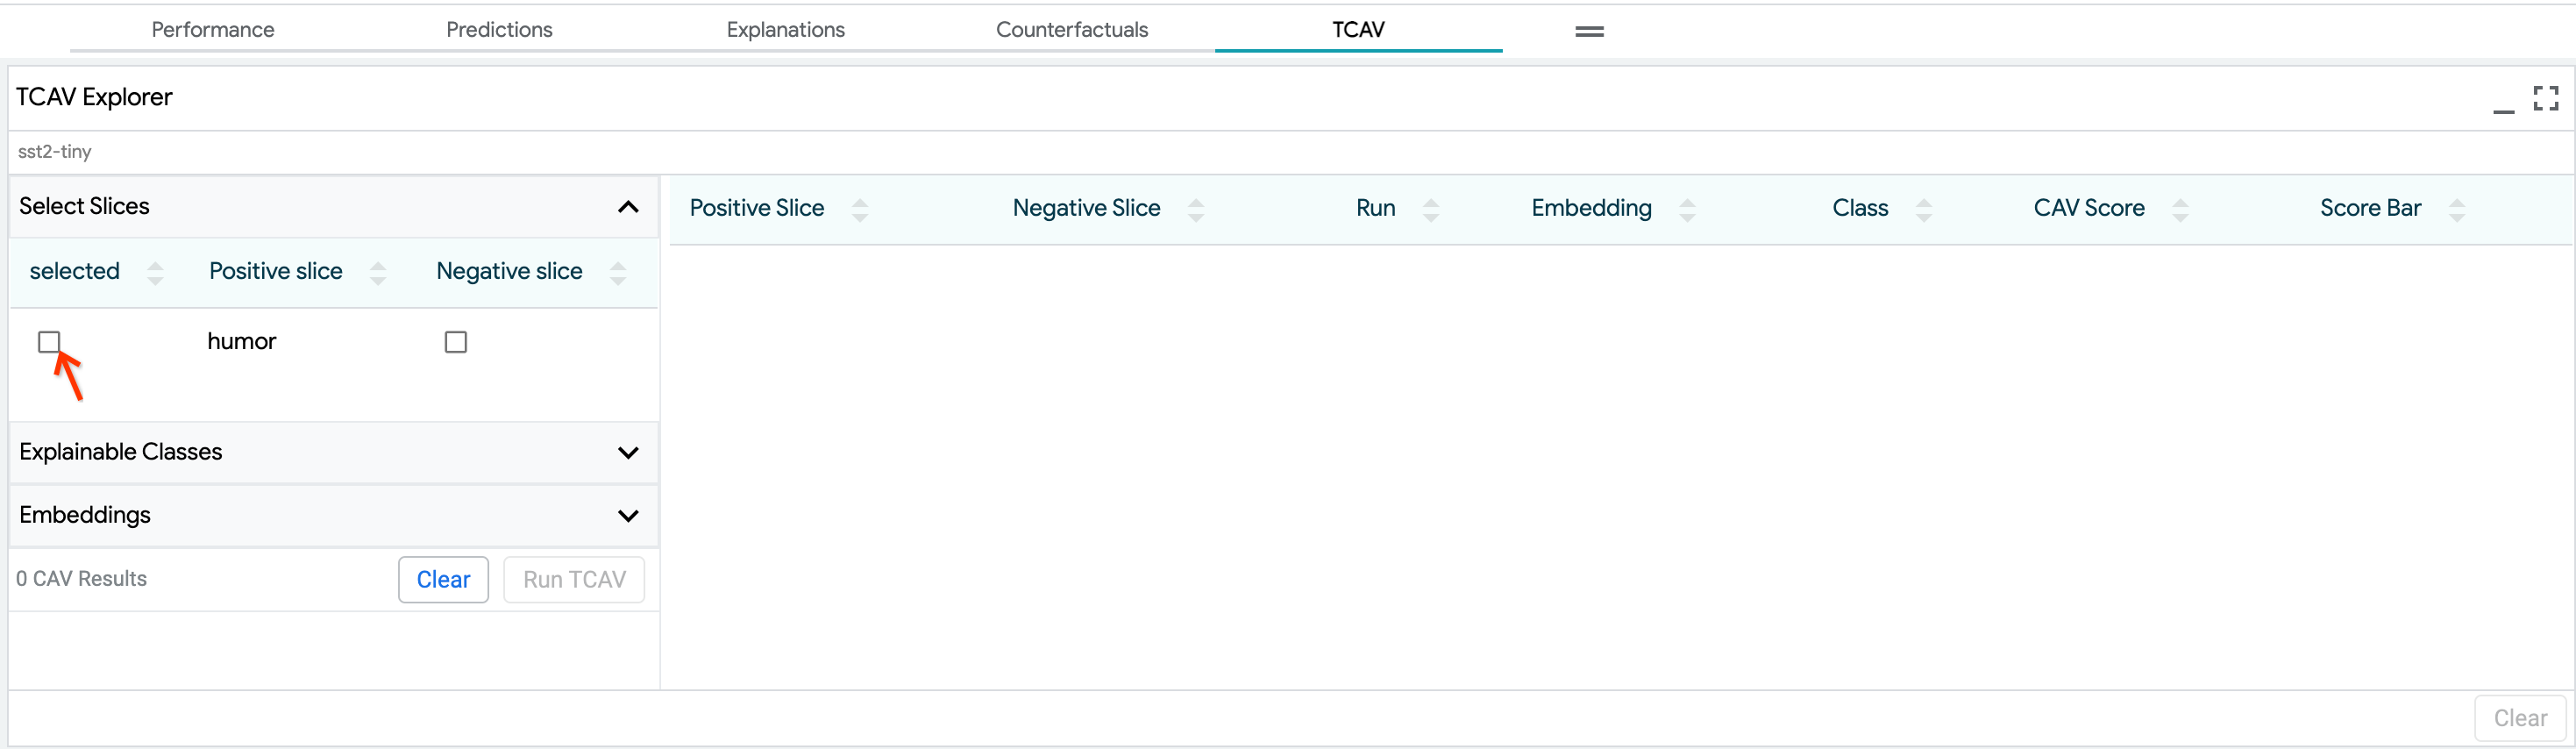 Performance Predictions Explanations Counterfactuals TCAV
TCAV Explorer
sst2-tiny
Select Slices
selected Positive slice Negative slice
humor
Explainable Classes
Embeddings
0 CAV Results Clear Run TCAV
Positive Slice Negative Slice Run Embedding Class CAV Score Score Bar
Clear